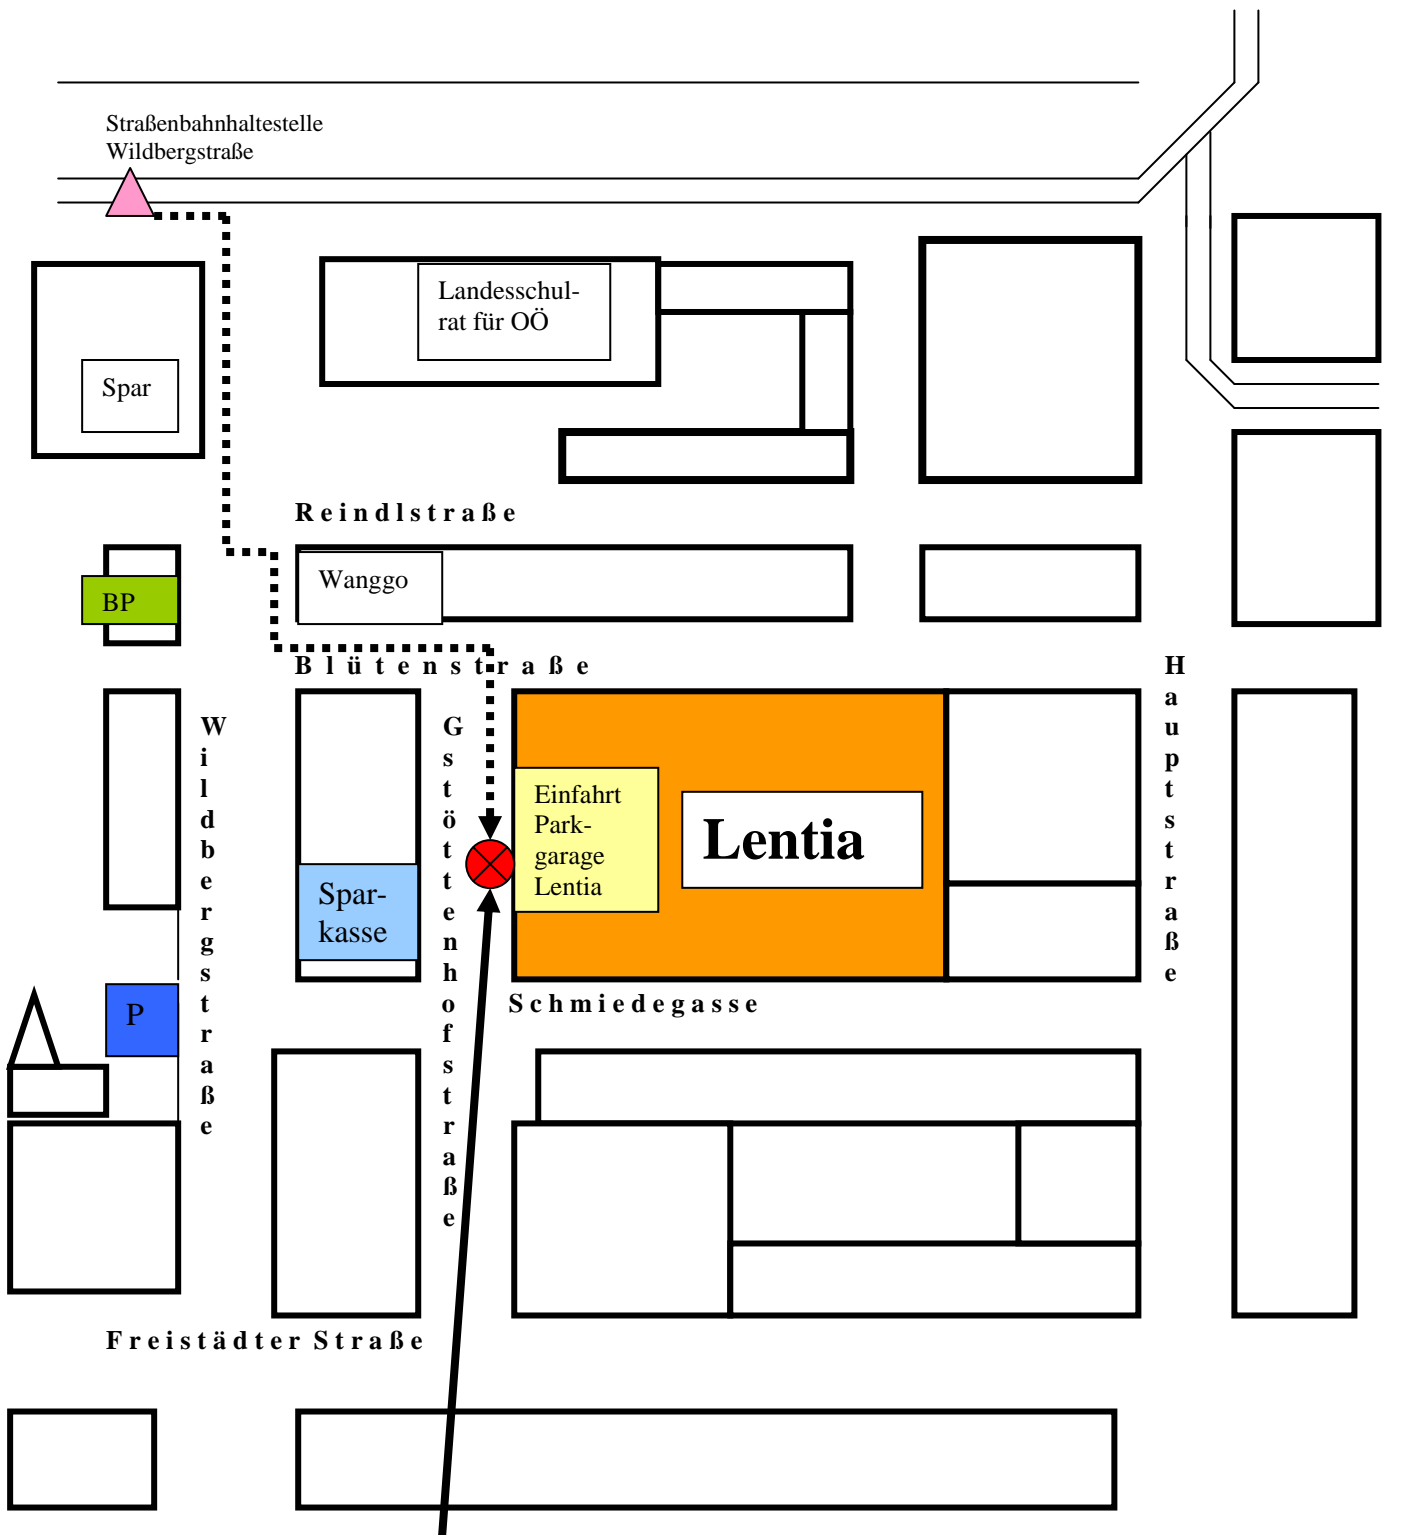 Straßenbahnhaltestelle
Wildbergstraße
Landesschul-
rat für OÖ
Spar
Reindlstraße
Wanggo
BP
Blütenstraße
Hauptstraße
Wildbergstraße
Gstöttenhofstraße
Einfahrt
Park-
garage
Lentia
Lentia
Spar-
kasse
P
Schmiedegasse
Freistädter Straße